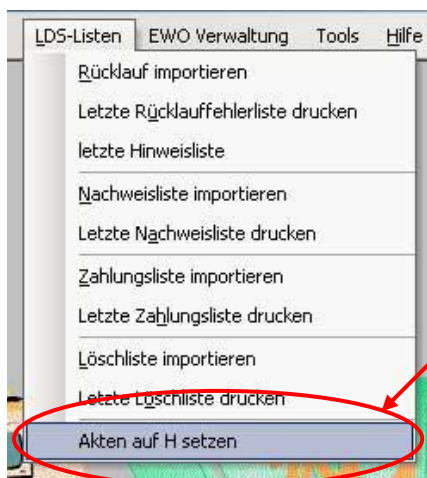 LDS-Listen EWO Verwaltung Tools Hilfe
Rücklauf importieren
Letzte Rücklauffehlerliste drucken
letzte Hinweisliste
Nachweisliste importieren
Letzte Nachweisliste drucken
Zahlungsliste importieren
Letzte Zahlungsliste drucken
Löschliste importieren
Letzte Löschliste drucken
Akten auf H setzen